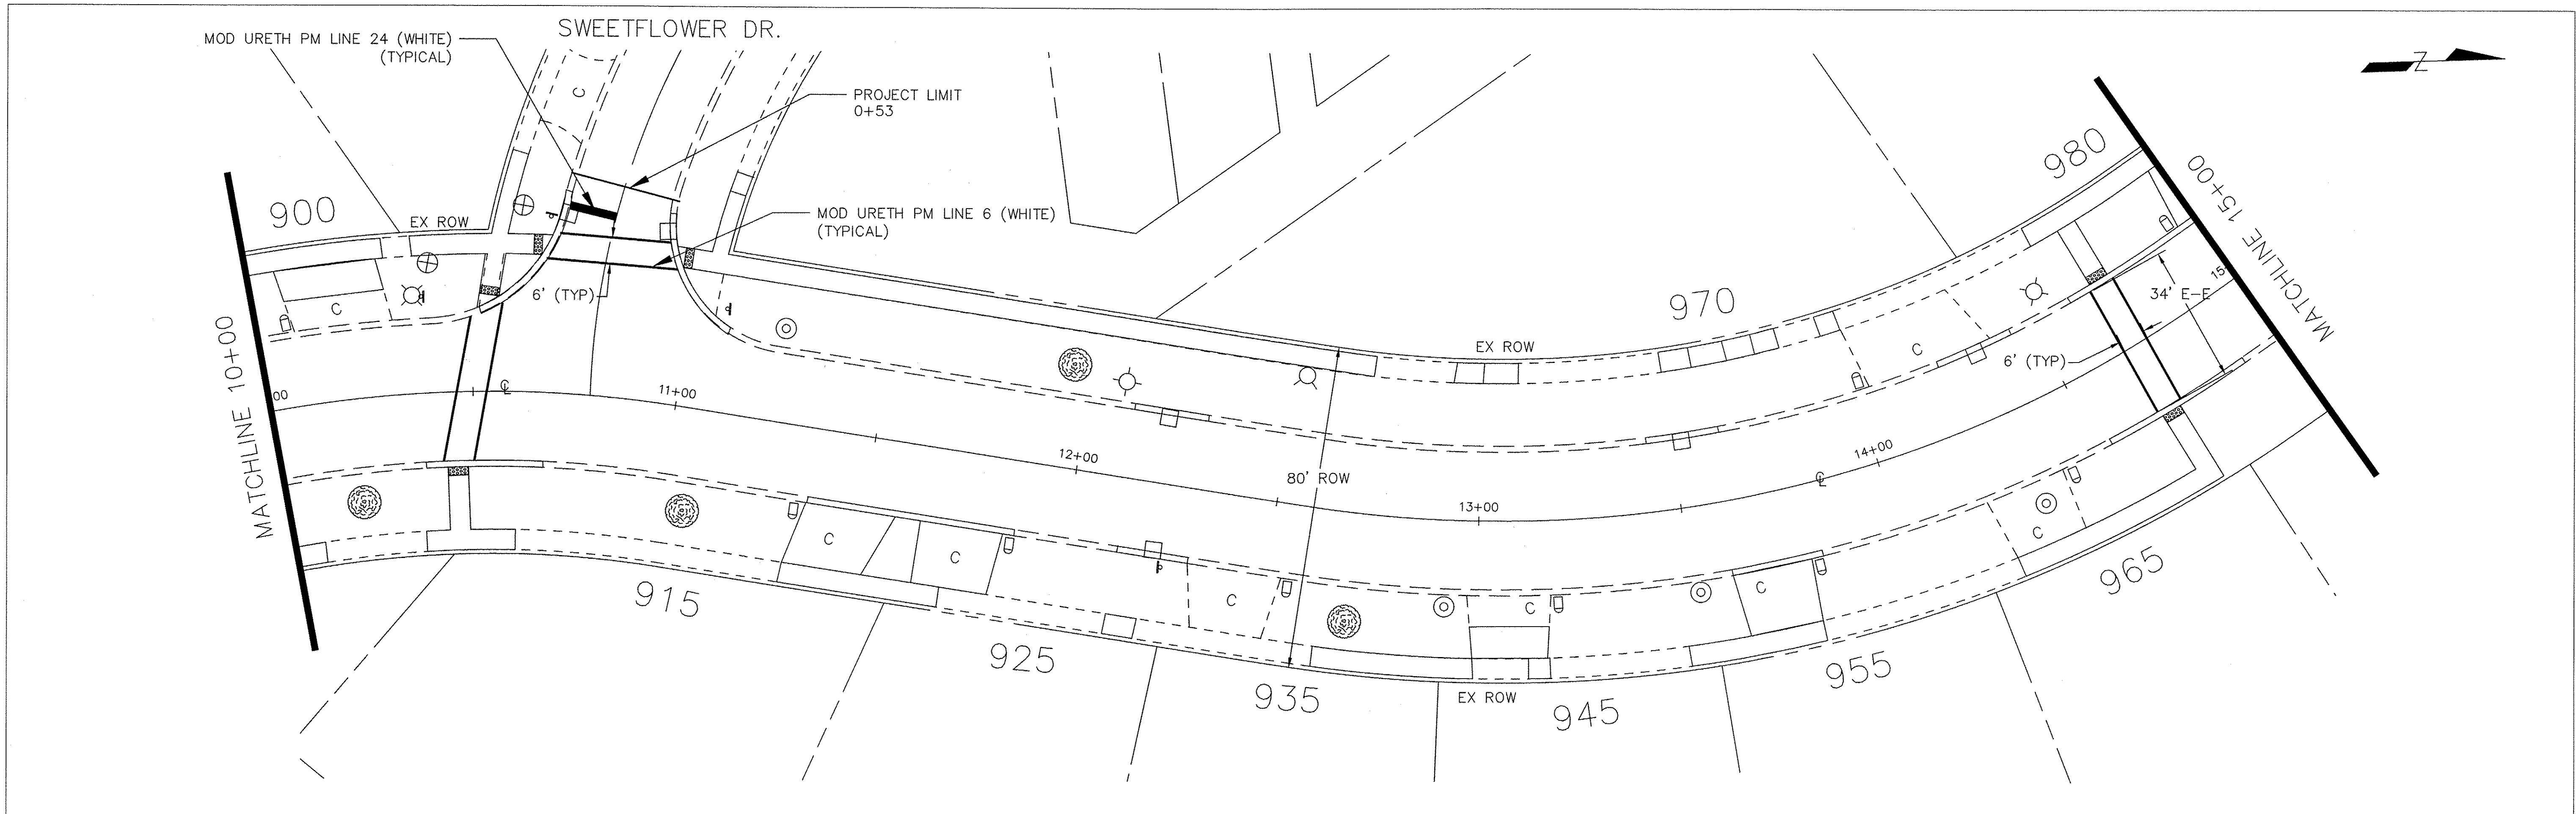 SWEETFLOWER DR.
MOD URETH PM LINE 24 (WHITE)
(TYPICAL)
PROJECT LIMIT
0+53
Z
C
980
MATCHLINE 15+00
900
EX ROW
MOD URETH PM LINE 6 (WHITE)
(TYPICAL)
6' (TYP)
C
970
EX ROW
C
34' E-E
15
6' (TYP)
MATCHLINE 10+00
00
℄
11+00
12+00
80' ROW
13+00
℄
14+00
C
C
C
C
C
C
915
925
935
EX ROW
945
955
965